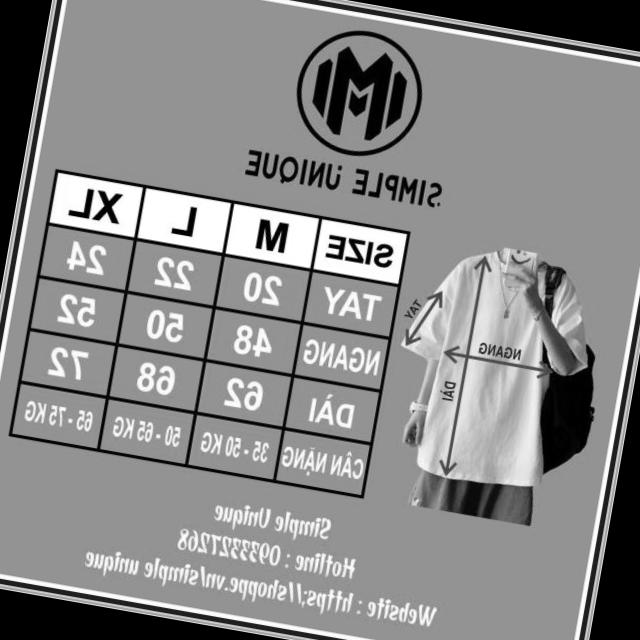 SIMPLE UNIQUE
SIZE M L XL
TAY 20 22 24
NGANG 48 50 52
DÀI 62 68 72
CÂN NẶNG 35 - 50 KG 50 - 65 KG 65 - 75 KG
TAY
NGANG
DÀI
Simple Unique
Hotline : 0933327268
Website : https://shoppe.vn/simple unique